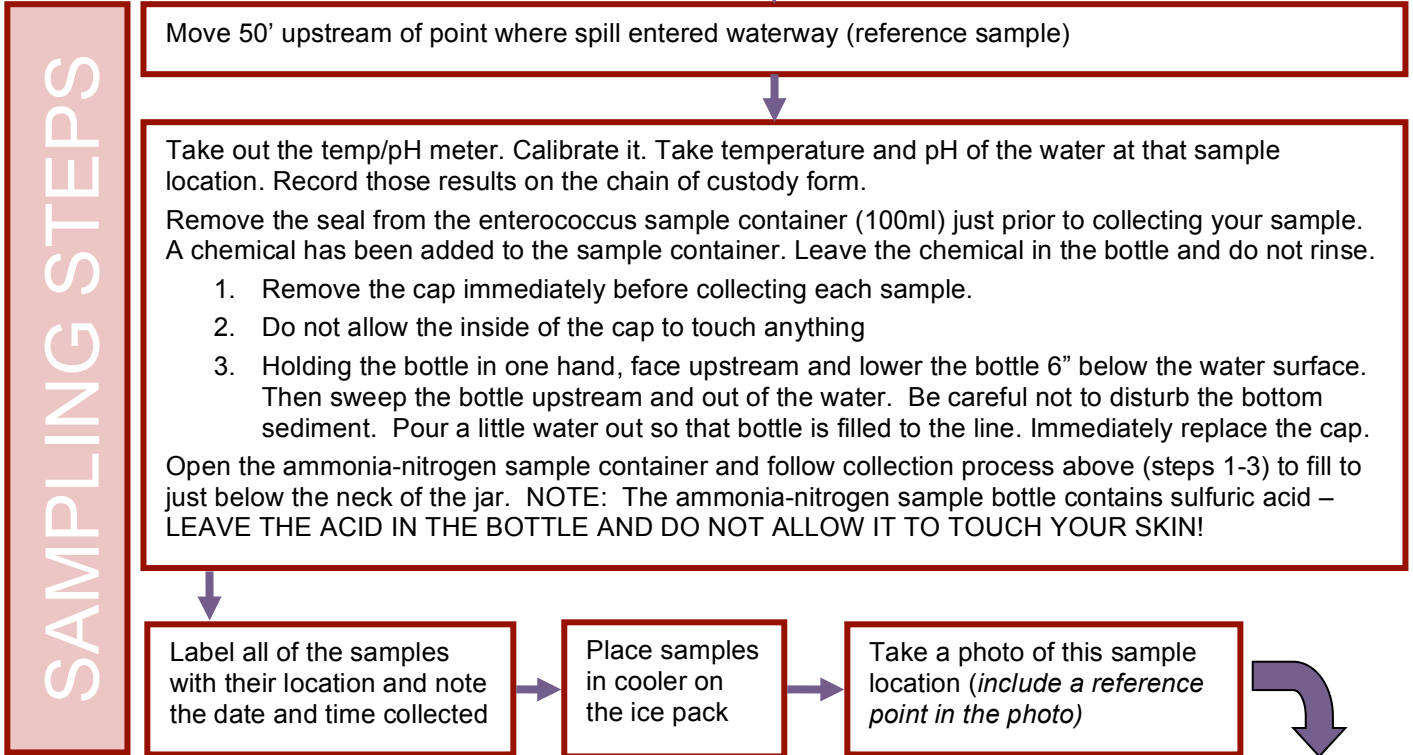 SAMPLING STEPS
Move 50’ upstream of point where spill entered waterway (reference sample)
Take out the temp/pH meter. Calibrate it. Take temperature and pH of the water at that sample
location. Record those results on the chain of custody form.
Remove the seal from the enterococcus sample container (100ml) just prior to collecting your sample.
A chemical has been added to the sample container. Leave the chemical in the bottle and do not rinse.
1. Remove the cap immediately before collecting each sample.
2. Do not allow the inside of the cap to touch anything
3. Holding the bottle in one hand, face upstream and lower the bottle 6” below the water surface.
Then sweep the bottle upstream and out of the water. Be careful not to disturb the bottom
sediment. Pour a little water out so that bottle is filled to the line. Immediately replace the cap.
Open the ammonia-nitrogen sample container and follow collection process above (steps 1-3) to fill to
just below the neck of the jar. NOTE: The ammonia-nitrogen sample bottle contains sulfuric acid –
LEAVE THE ACID IN THE BOTTLE AND DO NOT ALLOW IT TO TOUCH YOUR SKIN!
Label all of the samples
with their location and note
the date and time collected
Place samples
in cooler on
the ice pack
Take a photo of this sample
location (include a reference
point in the photo)